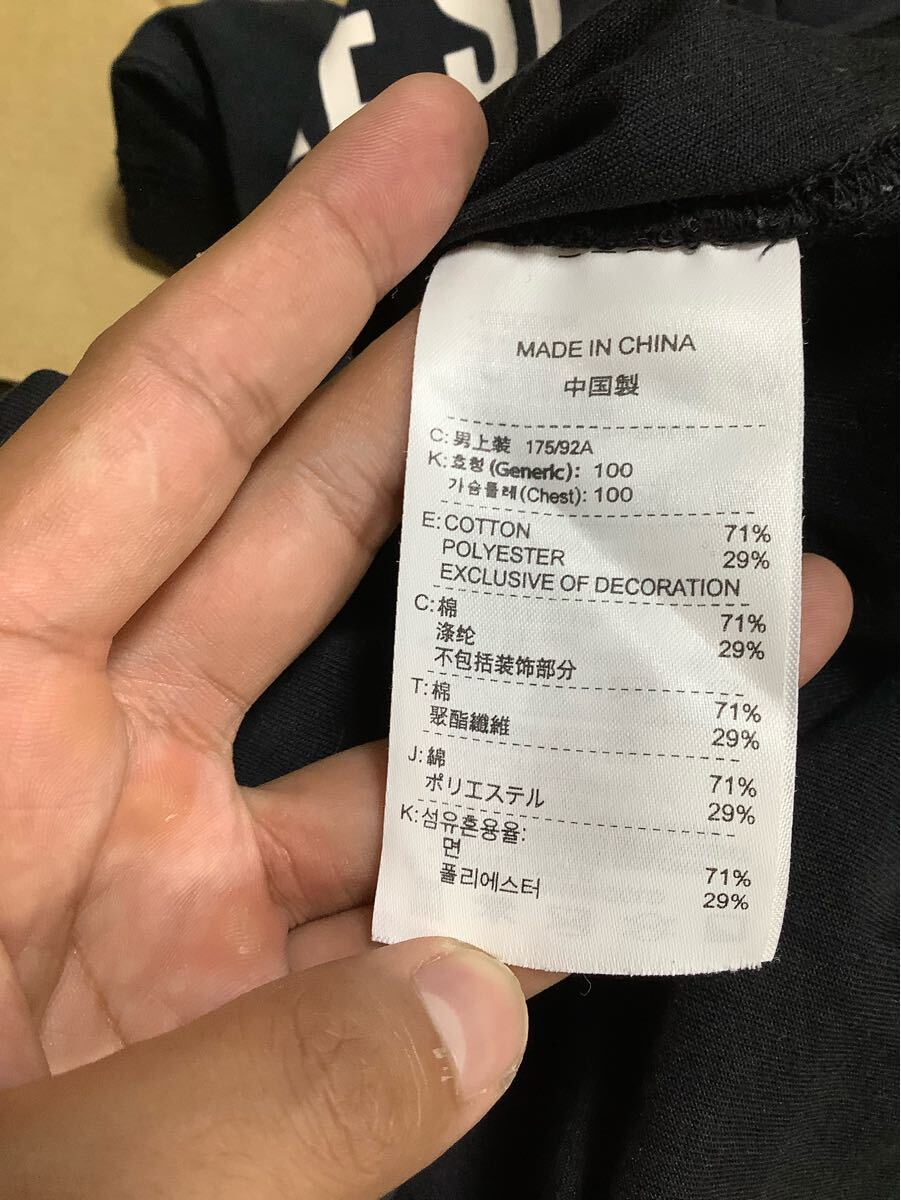 E SI
MADE IN CHINA
中国製
C: 男上裝 175/92A
K: 호칭 (Generic): 100
가슴둘레(Chest): 100
E: COTTON 71%
POLYESTER 29%
EXCLUSIVE OF DECORATION
C: 棉 71%
涤纶 29%
不包括装饰部分
T: 棉 71%
聚酯纖維 29%
J: 綿 71%
ポリエステル 29%
K: 섬유혼용율:
면 71%
폴리에스터 29%